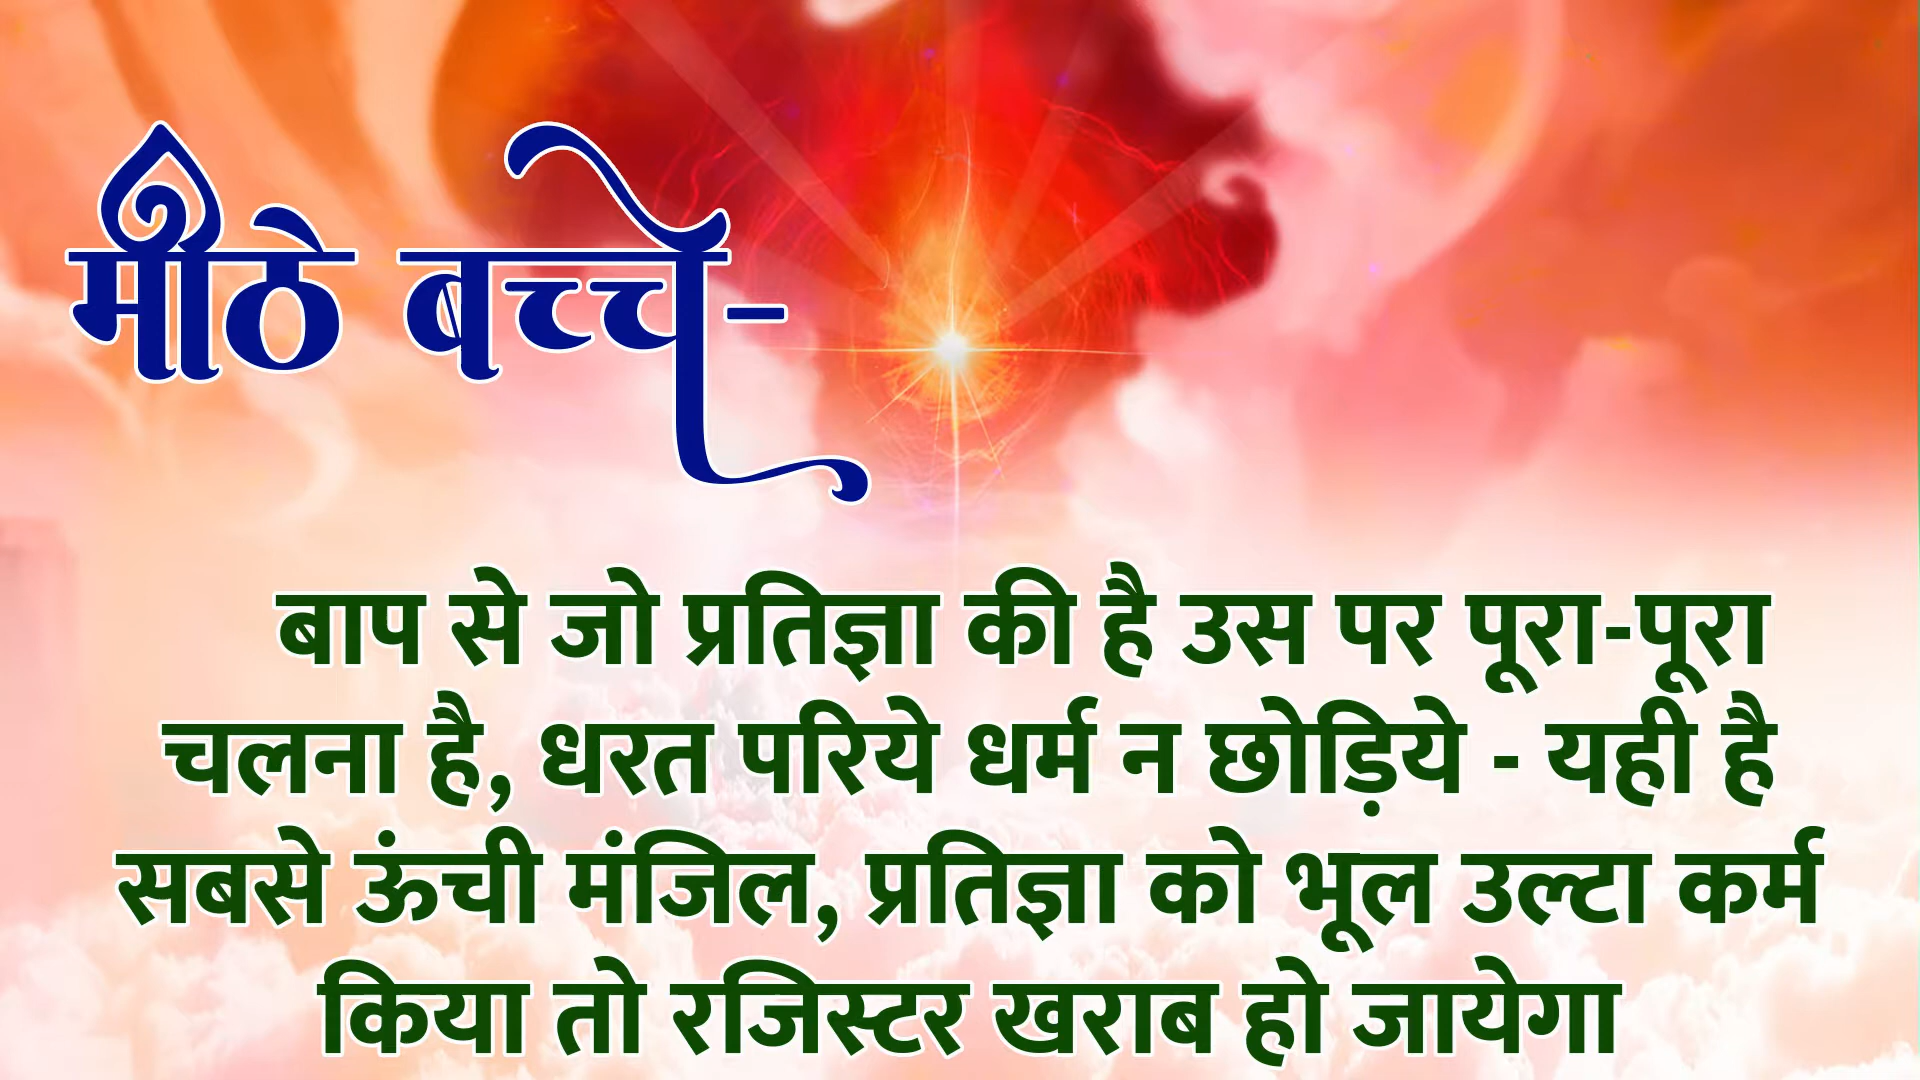 मीठे बच्चे-
बाप से जो प्रतिज्ञा की है उस पर पूरा-पूरा
चलना है, धरत परिये धर्म न छोड़िये - यही है
सबसे ऊंची मंजिल, प्रतिज्ञा को भूल उल्टा कर्म
किया तो रजिस्टर खराब हो जायेगा